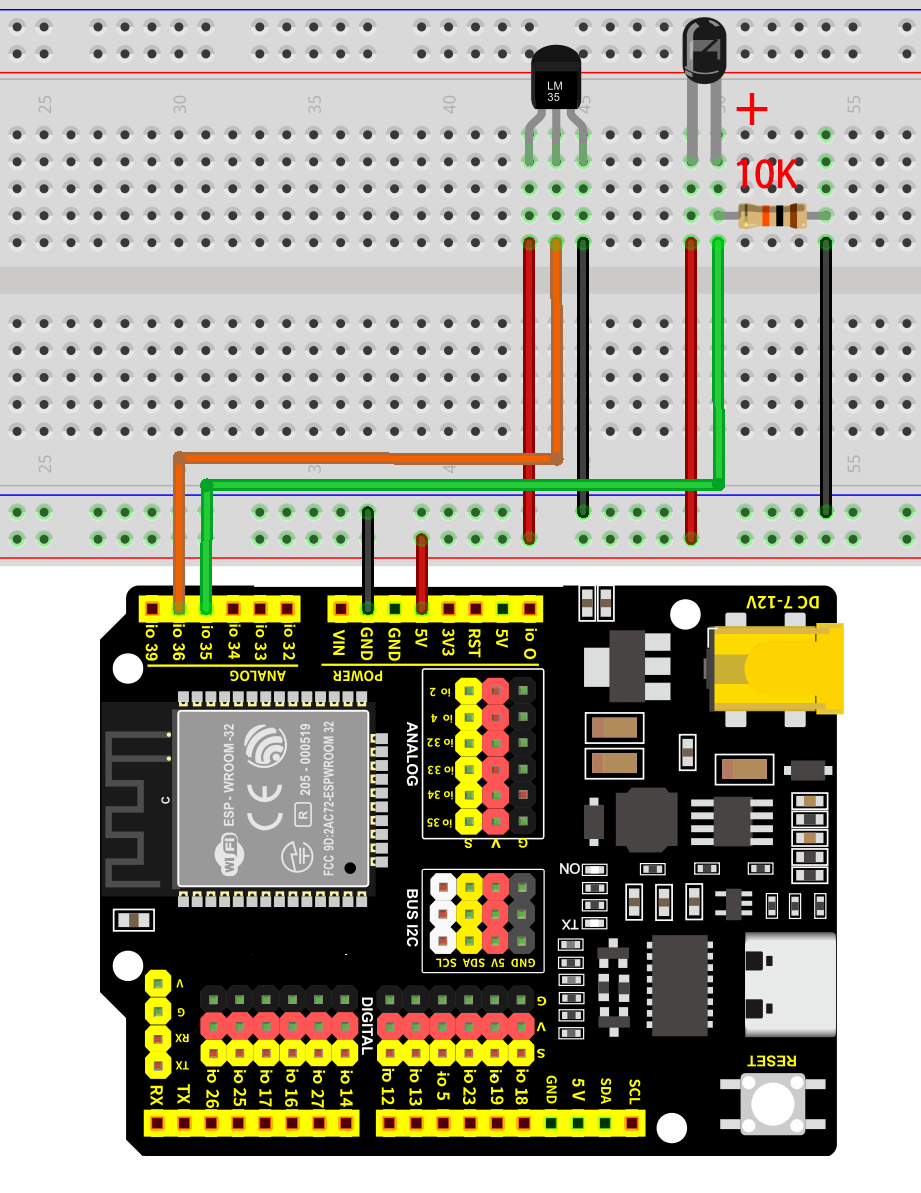 25 30 35 40 45 50 55
LM
35
+
10K
25 3 4 55
DC 7-12V
io 39
io 36
io 35
io 34
io 33
io 32
VIN
GND
GND
5V
3V3
RST
5V
io O
ANALOG
POWER
ANALOG
io 2
io 4
io 32
io 33
io 34
io 35
S V G
WiFi ESP - WROOM -32
CE
R 205 - 000519
FCC 9D:2AC72-ESPWROOM 32
C
BUS I2C
SCL SDA 5V GND
ON
TX
V
G
RX
TX
DIGITAL
G
V
S
RESET
RX
TX
io 26
io 25
io 17
io 16
io 27
io 14
io 12
io 13
io 5
io 23
io 19
io 18
GND
5 V
SDA
SCL